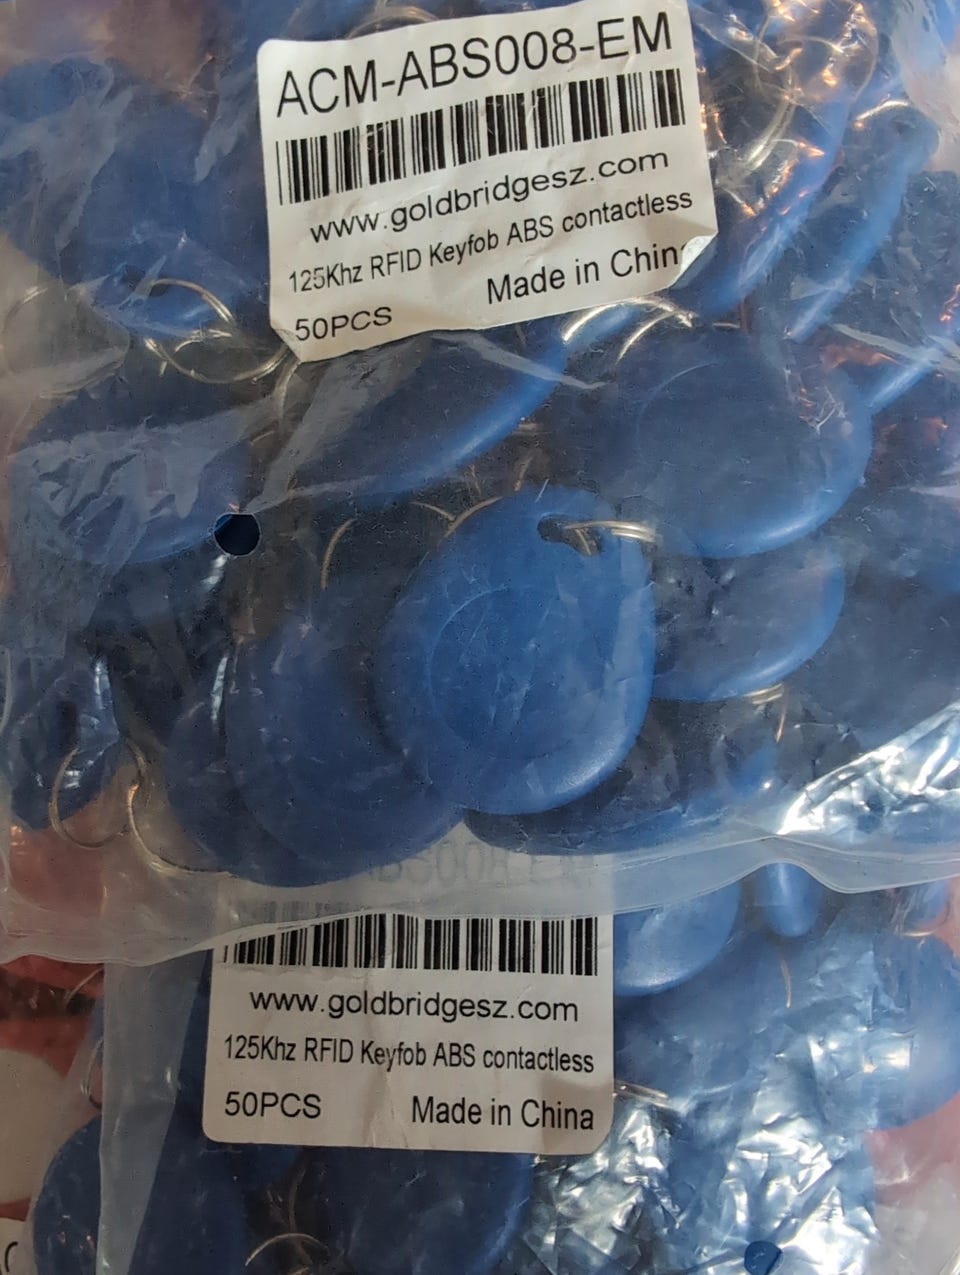 ACM-ABS008-EM
www.goldbridgesz.com
125Khz RFID Keyfob ABS contactless
50PCS Made in Chin
www.goldbridgesz.com
125Khz RFID Keyfob ABS contactless
50PCS Made in China